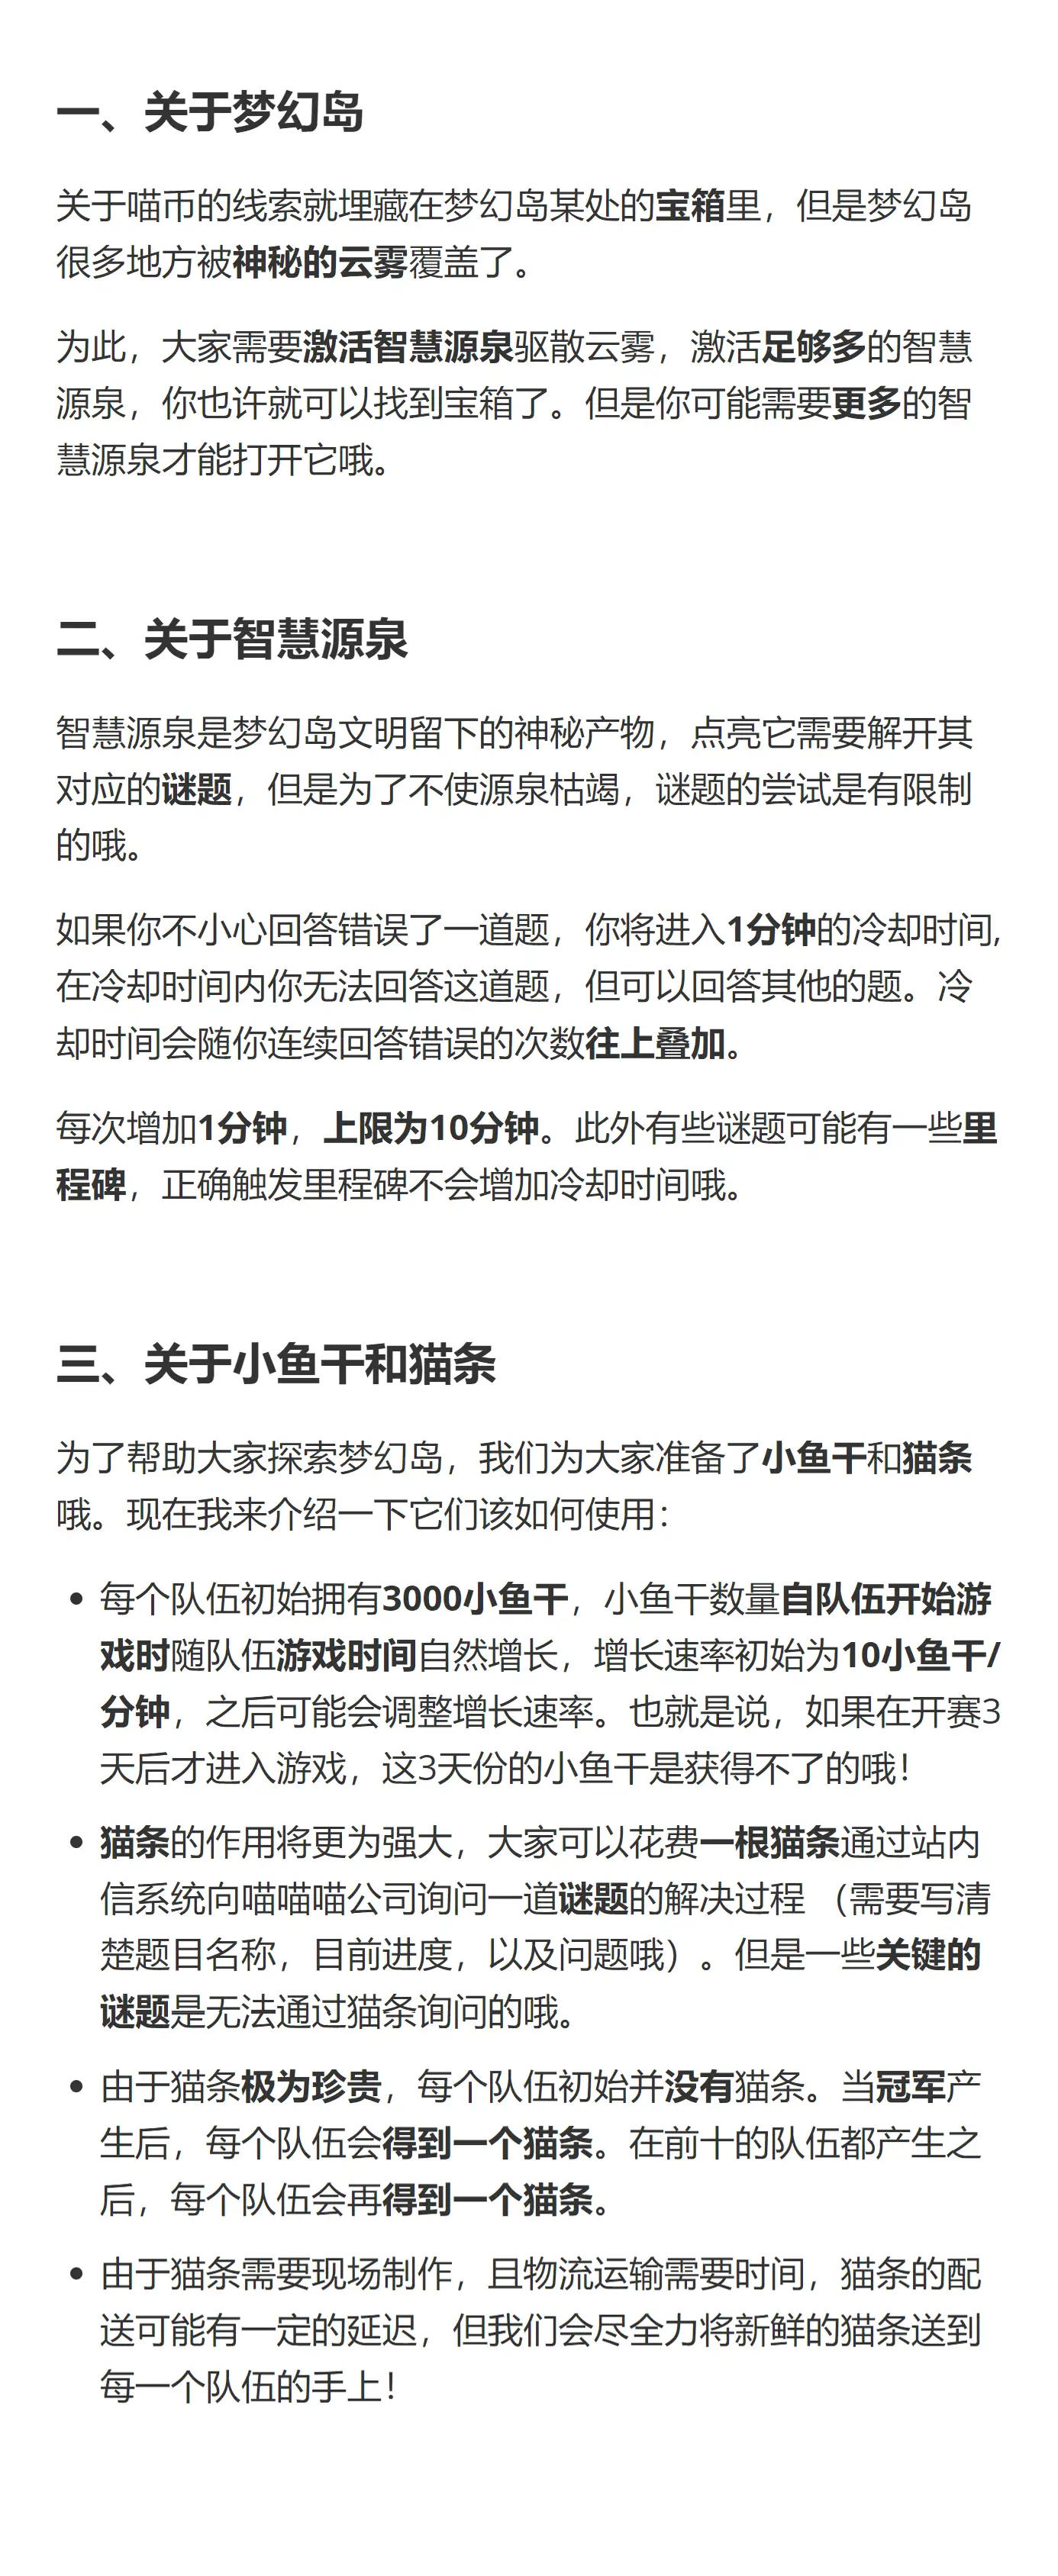 一、关于梦幻岛
关于喵币的线索就埋藏在梦幻岛某处的宝箱里，但是梦幻岛
很多地方被神秘的云雾覆盖了。
为此，大家需要激活智慧源泉驱散云雾，激活足够多的智慧
源泉，你也许就可以找到宝箱了。但是你可能需要更多的智
慧源泉才能打开它哦。
二、关于智慧源泉
智慧源泉是梦幻岛文明留下的神秘产物，点亮它需要解开其
对应的谜题，但是为了不使源泉枯竭，谜题的尝试是有限制
的哦。
如果你不小心回答错误了一道题，你将进入1分钟的冷却时间,
在冷却时间内你无法回答这道题，但可以回答其他的题。冷
却时间会随你连续回答错误的次数往上叠加。
每次增加1分钟，上限为10分钟。此外有些谜题可能有一些里
程碑，正确触发里程碑不会增加冷却时间哦。
三、关于小鱼干和猫条
为了帮助大家探索梦幻岛，我们为大家准备了小鱼干和猫条
哦。现在我来介绍一下它们该如何使用：
• 每个队伍初始拥有3000小鱼干，小鱼干数量自队伍开始游
戏时随队伍游戏时间自然增长，增长速率初始为10小鱼干/
分钟，之后可能会调整增长速率。也就是说，如果在开赛3
天后才进入游戏，这3天份的小鱼干是获得不了的哦！
• 猫条的作用将更为强大，大家可以花费一根猫条通过站内
信系统向喵喵喵公司询问一道谜题的解决过程 （需要写清
楚题目名称，目前进度，以及问题哦）。但是一些关键的
谜题是无法通过猫条询问的哦。
• 由于猫条极为珍贵，每个队伍初始并没有猫条。当冠军产
生后，每个队伍会得到一个猫条。在前十的队伍都产生之
后，每个队伍会再得到一个猫条。
• 由于猫条需要现场制作，且物流运输需要时间，猫条的配
送可能有一定的延迟，但我们会尽全力将新鲜的猫条送到
每一个队伍的手上！